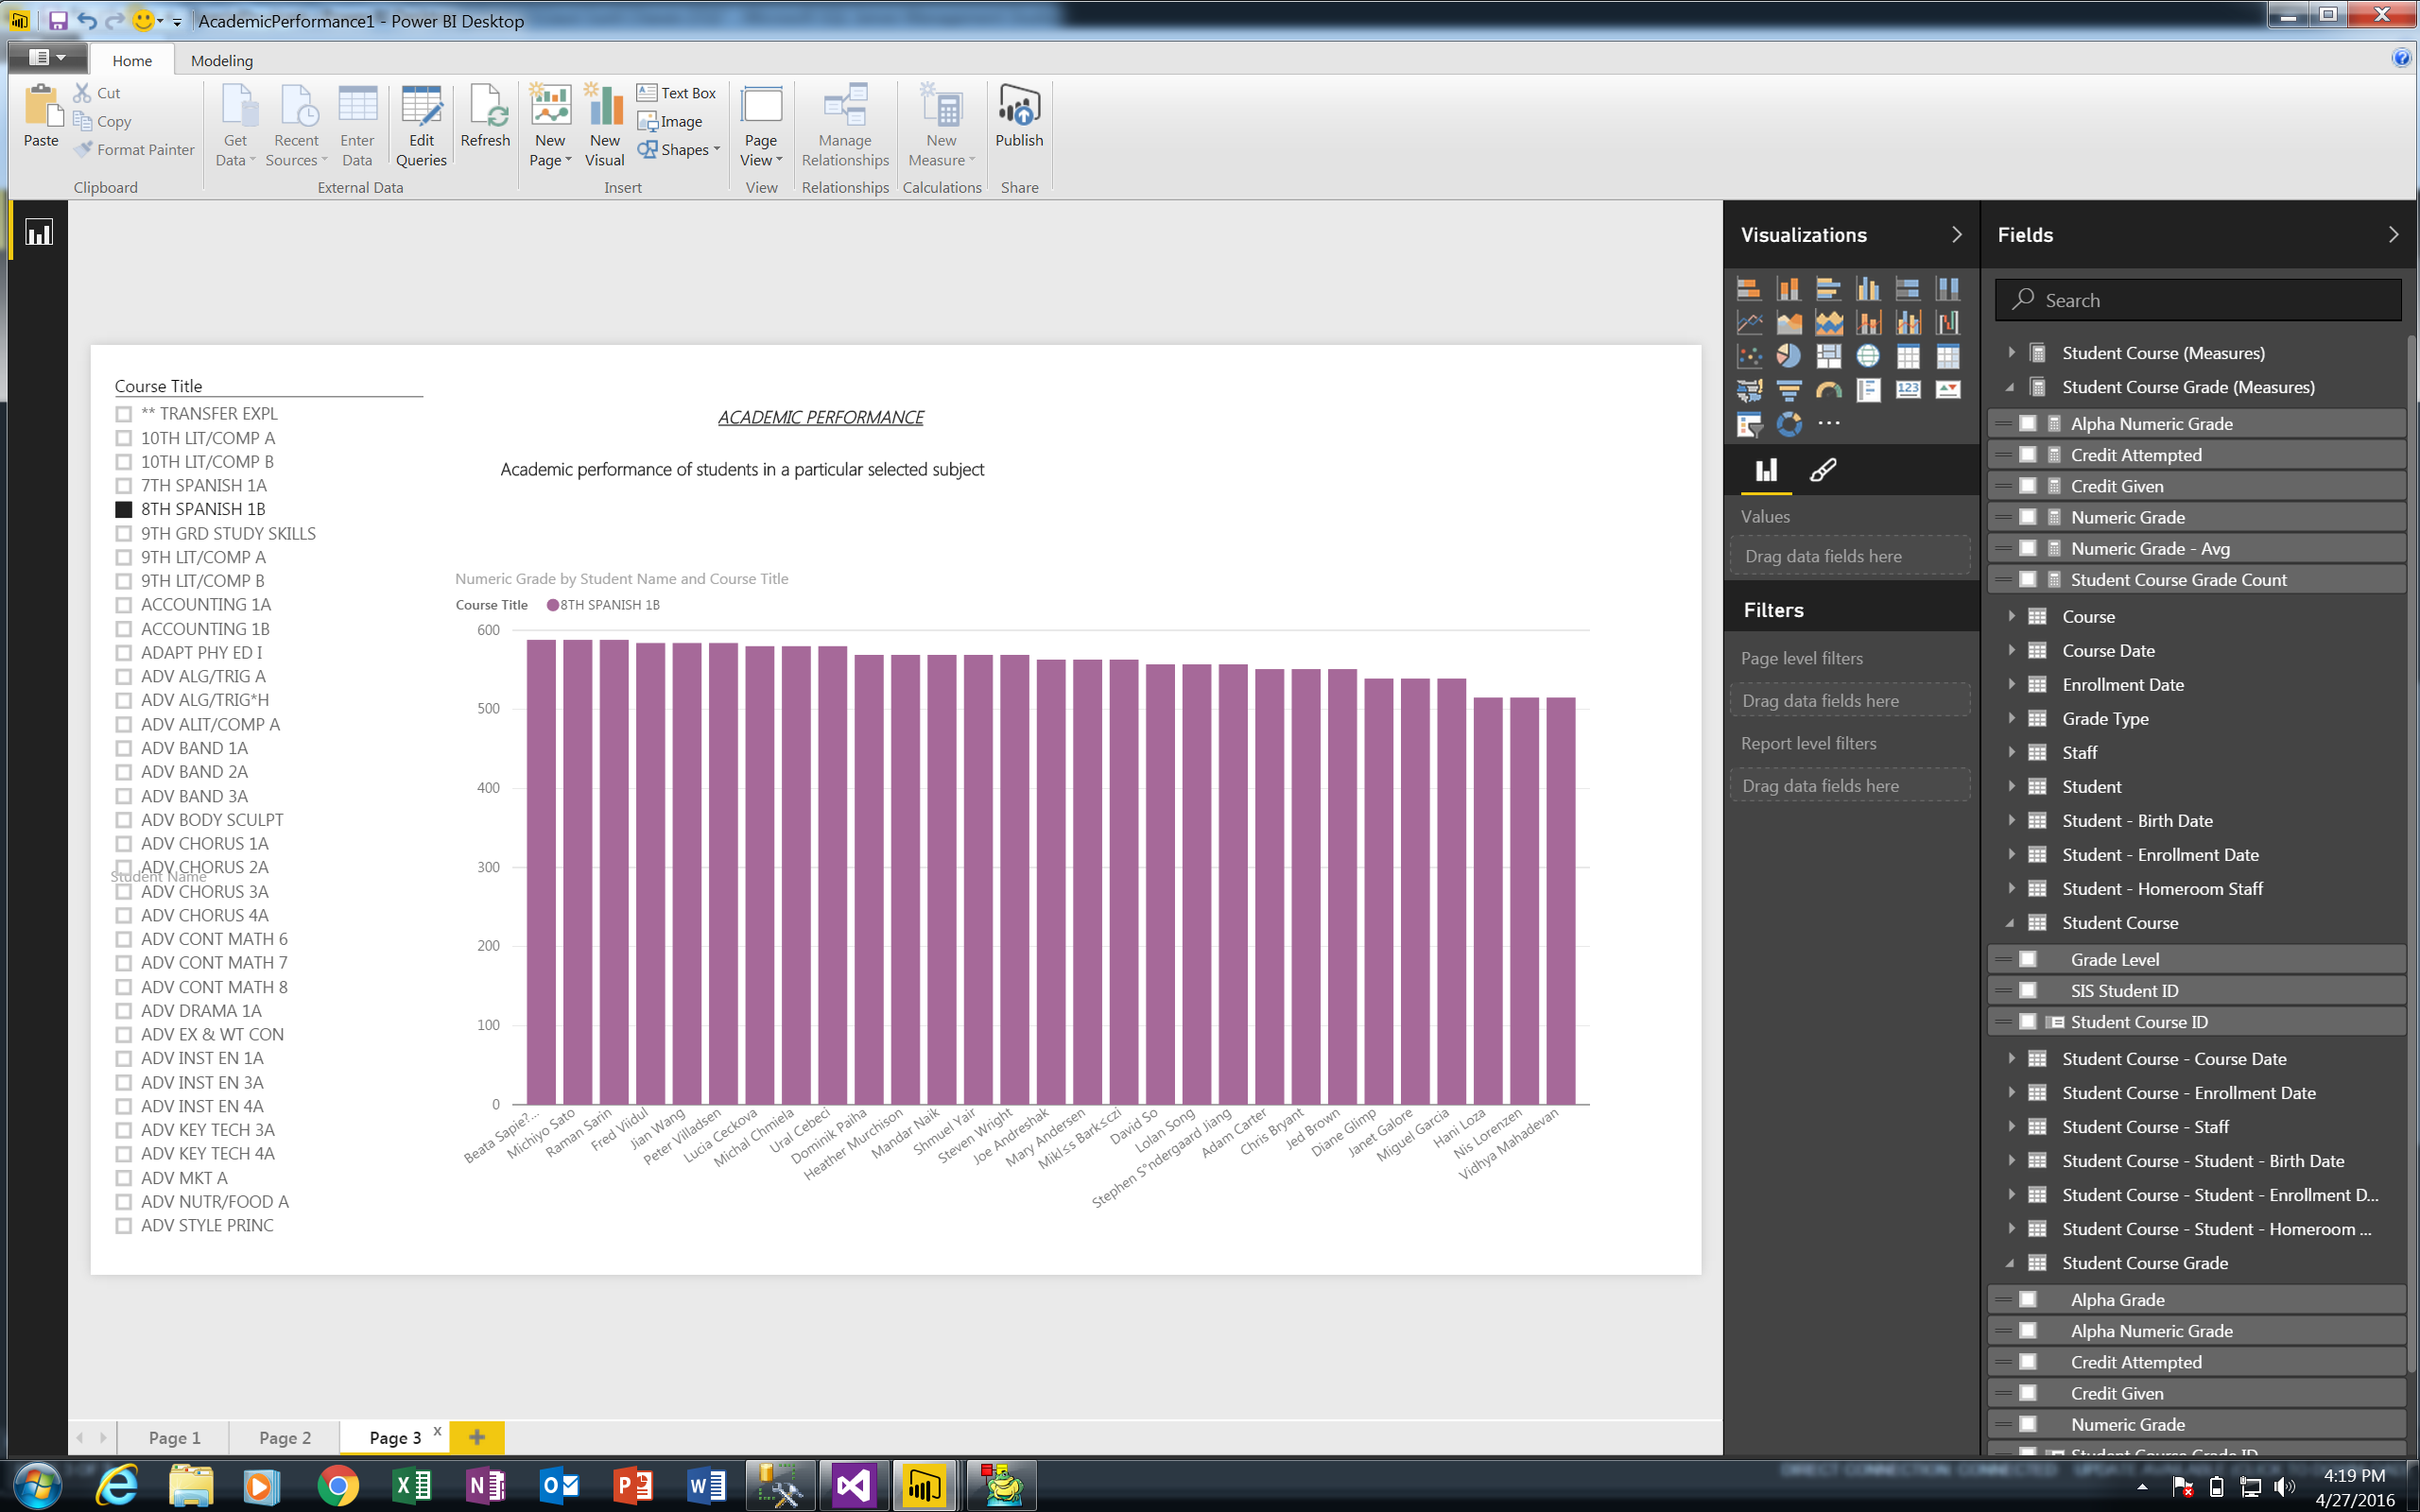 AcademicPerformance1 - Power BI Desktop
Home
Modeling
Paste
Cut
Copy
Format Painter
Clipboard
Get Data
Recent Sources
Enter Data
Edit Queries
Refresh
External Data
New Page
New Visual
Text Box
Image
Shapes
Insert
Page View
View
Manage Relationships
Relationships
New Measure
Calculations
Publish
Share
Course Title
** TRANSFER EXPL
10TH LIT/COMP A
10TH LIT/COMP B
7TH SPANISH 1A
8TH SPANISH 1B
9TH GRD STUDY SKILLS
9TH LIT/COMP A
9TH LIT/COMP B
ACCOUNTING 1A
ACCOUNTING 1B
ADAPT PHY ED I
ADV ALG/TRIG A
ADV ALG/TRIG*H
ADV ALIT/COMP A
ADV BAND 1A
ADV BAND 2A
ADV BAND 3A
ADV BODY SCULPT
ADV CHORUS 1A
ADV CHORUS 2A
Student Name
ADV CHORUS 3A
ADV CHORUS 4A
ADV CONT MATH 6
ADV CONT MATH 7
ADV CONT MATH 8
ADV DRAMA 1A
ADV EX & WT CON
ADV INST EN 1A
ADV INST EN 3A
ADV INST EN 4A
ADV KEY TECH 3A
ADV KEY TECH 4A
ADV MKT A
ADV NUTR/FOOD A
ADV STYLE PRINC
ACADEMIC PERFORMANCE
Academic performance of students in a particular selected subject
Numeric Grade by Student Name and Course Title
Course Title 8TH SPANISH 1B
600
500
400
300
200
100
0
Beata Sapie?...
Michiyo Sato
Raman Sarin
Fred Viidul
Jian Wang
Peter Villadsen
Lucia Ceckova
Michal Chmiela
Ural Cebeci
Dominik Paiha
Heather Murchison
Mandar Naik
Shmuel Yair
Steven Wright
Joe Andreshak
Mary Andersen
Mikl≤s Bark≤czi
David So
Lolan Song
Stephen S°ndergaard Jiang
Adam Carter
Chris Bryant
Jed Brown
Diane Glimp
Janet Galore
Miguel Garcia
Hani Loza
Nis Lorenzen
Vidhya Mahadevan
Page 1
Page 2
Page 3 x
Visualizations
123
Values
Drag data fields here
Filters
Page level filters
Drag data fields here
Report level filters
Drag data fields here
Fields
Search
Student Course (Measures)
Student Course Grade (Measures)
Alpha Numeric Grade
Credit Attempted
Credit Given
Numeric Grade
Numeric Grade - Avg
Student Course Grade Count
Course
Course Date
Enrollment Date
Grade Type
Staff
Student
Student - Birth Date
Student - Enrollment Date
Student - Homeroom Staff
Student Course
Grade Level
SIS Student ID
Student Course ID
Student Course - Course Date
Student Course - Enrollment Date
Student Course - Staff
Student Course - Student - Birth Date
Student Course - Student - Enrollment D...
Student Course - Student - Homeroom ...
Student Course Grade
Alpha Grade
Alpha Numeric Grade
Credit Attempted
Credit Given
Numeric Grade
Student Course Grade ID
4:19 PM
4/27/2016